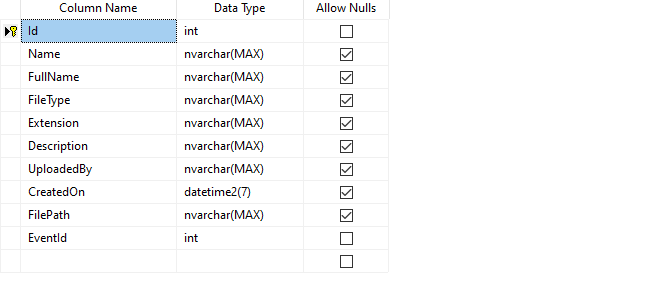 Column Name Data Type Allow Nulls
Id int
Name nvarchar(MAX)
FullName nvarchar(MAX)
FileType nvarchar(MAX)
Extension nvarchar(MAX)
Description nvarchar(MAX)
UploadedBy nvarchar(MAX)
CreatedOn datetime2(7)
FilePath nvarchar(MAX)
EventId int